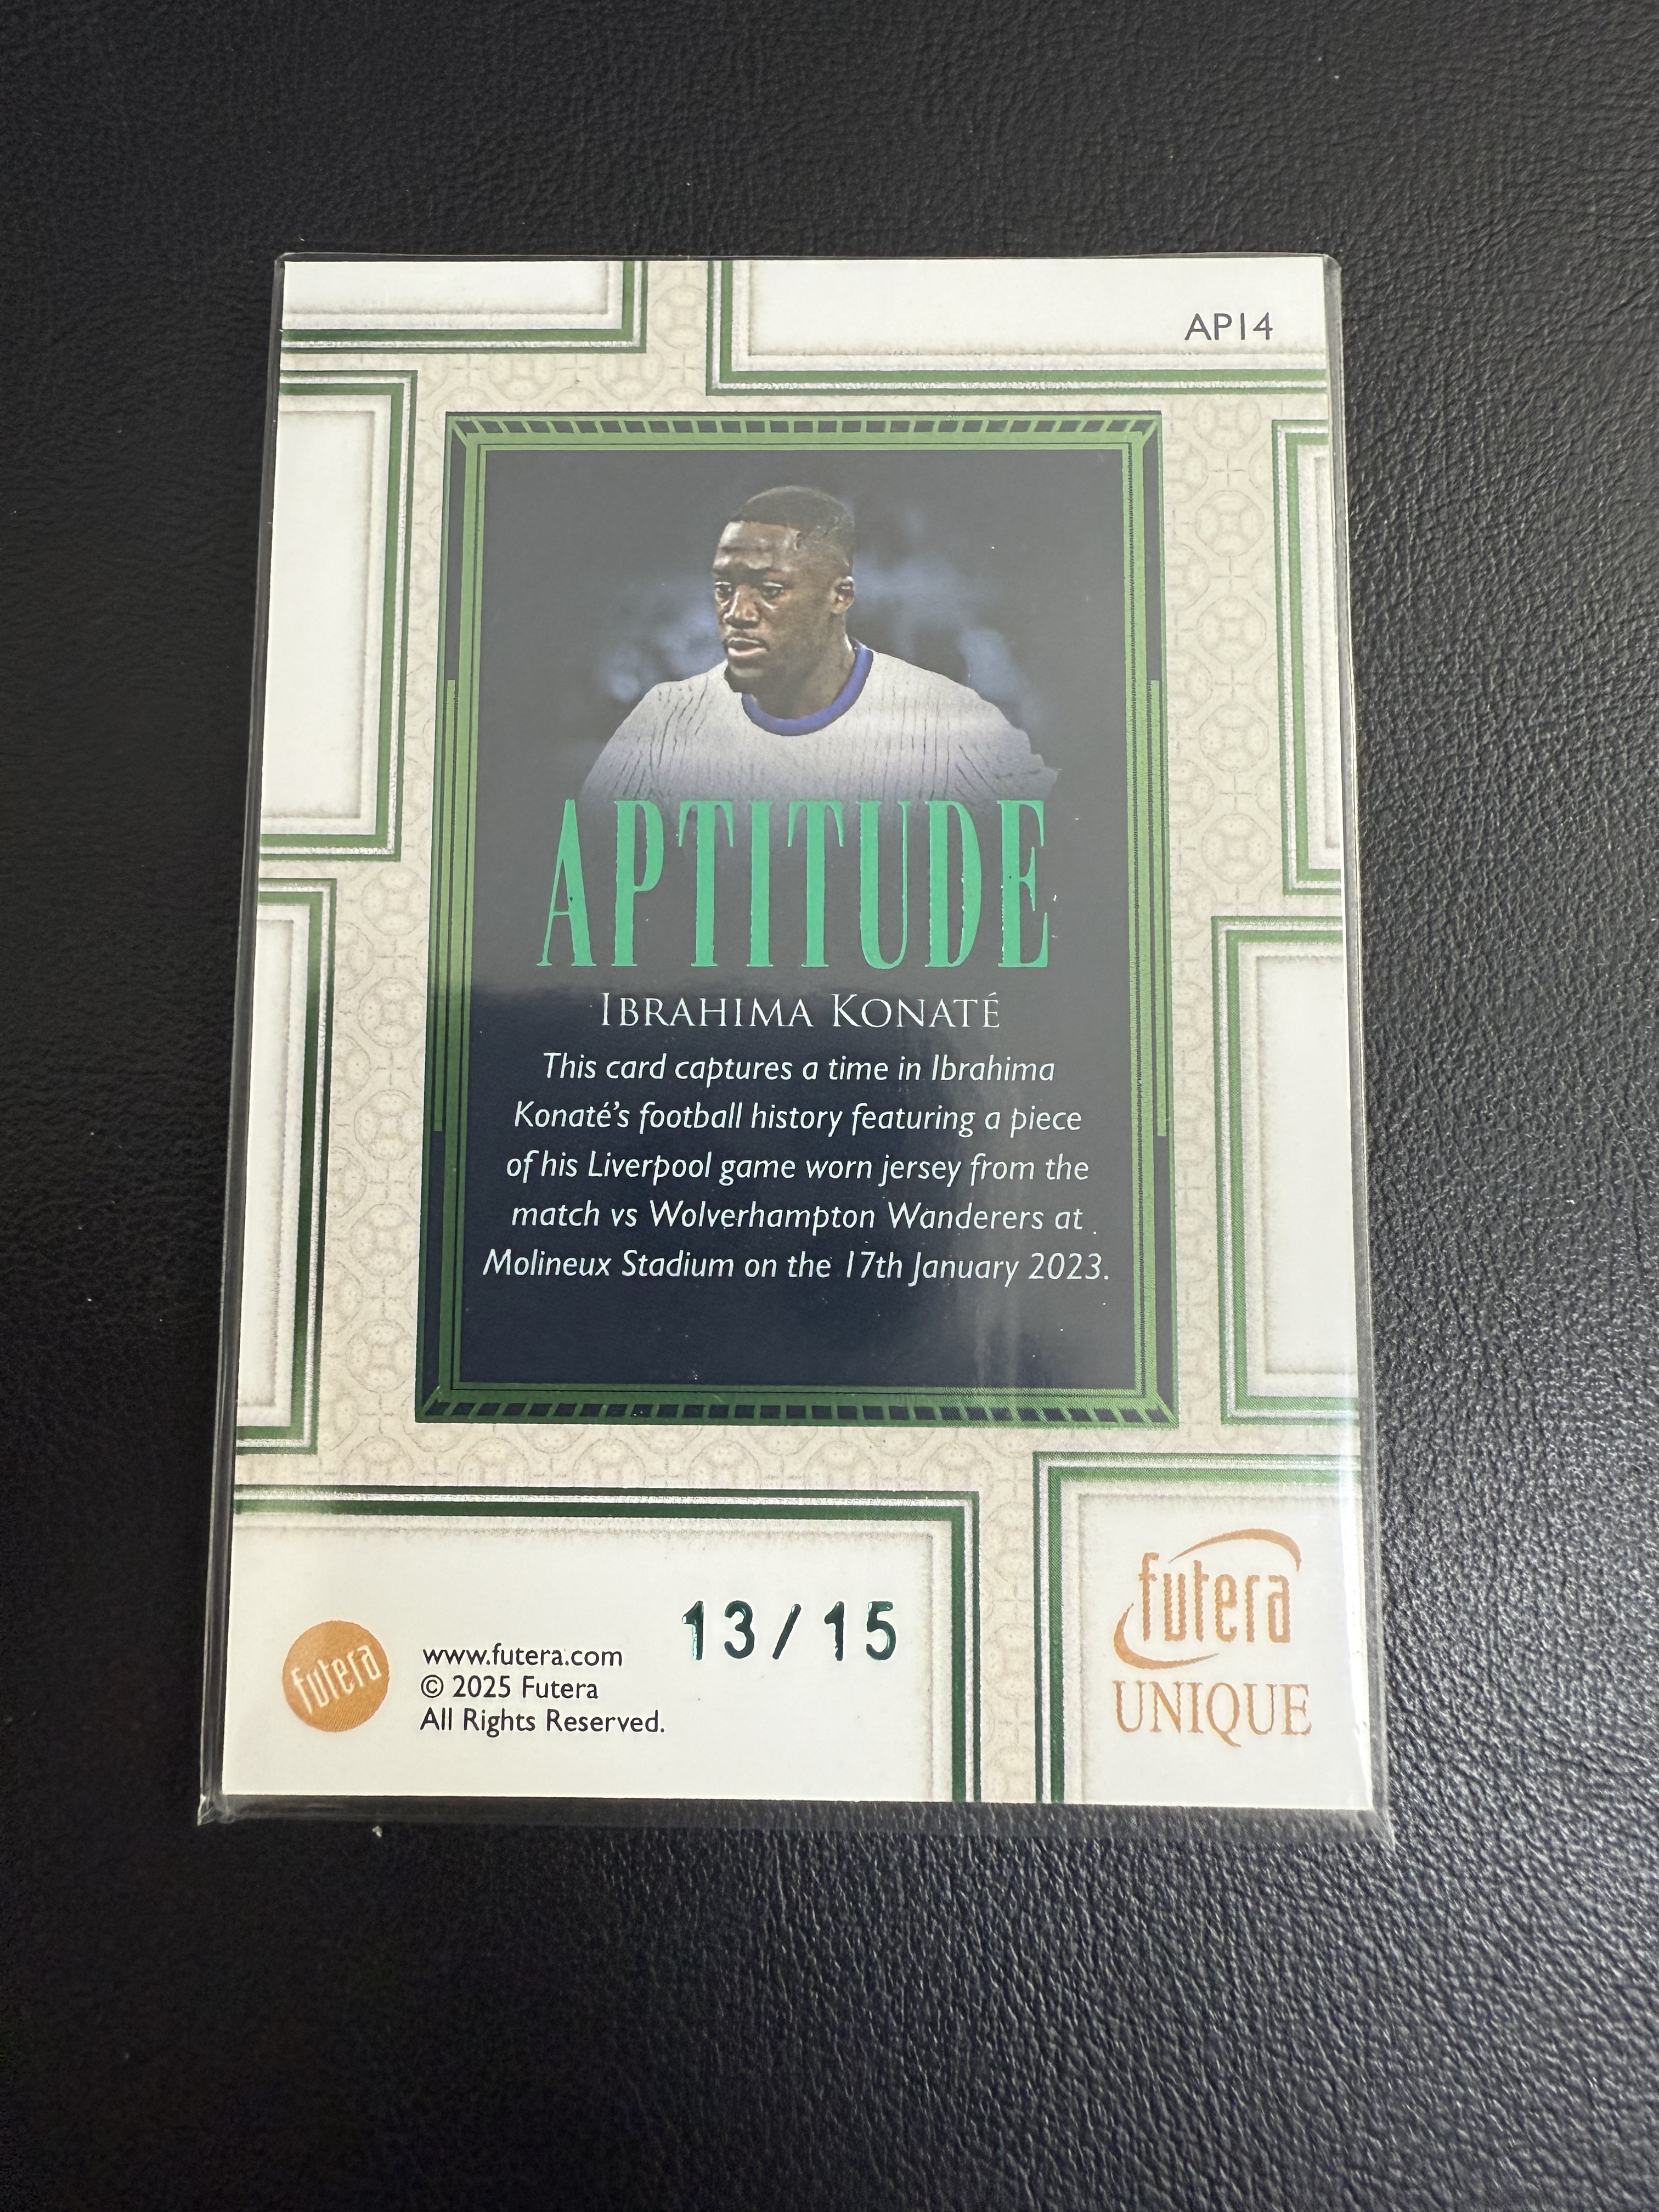 AP14
APTITUDE
IBRAHIMA KONATÉ
This card captures a time in Ibrahima
Konaté's football history featuring a piece
of his Liverpool game worn jersey from the
match vs Wolverhampton Wanderers at
Molineux Stadium on the 17th January 2023.
13/15
futera
www.futera.com
© 2025 Futera
All Rights Reserved.
futera
UNIQUE